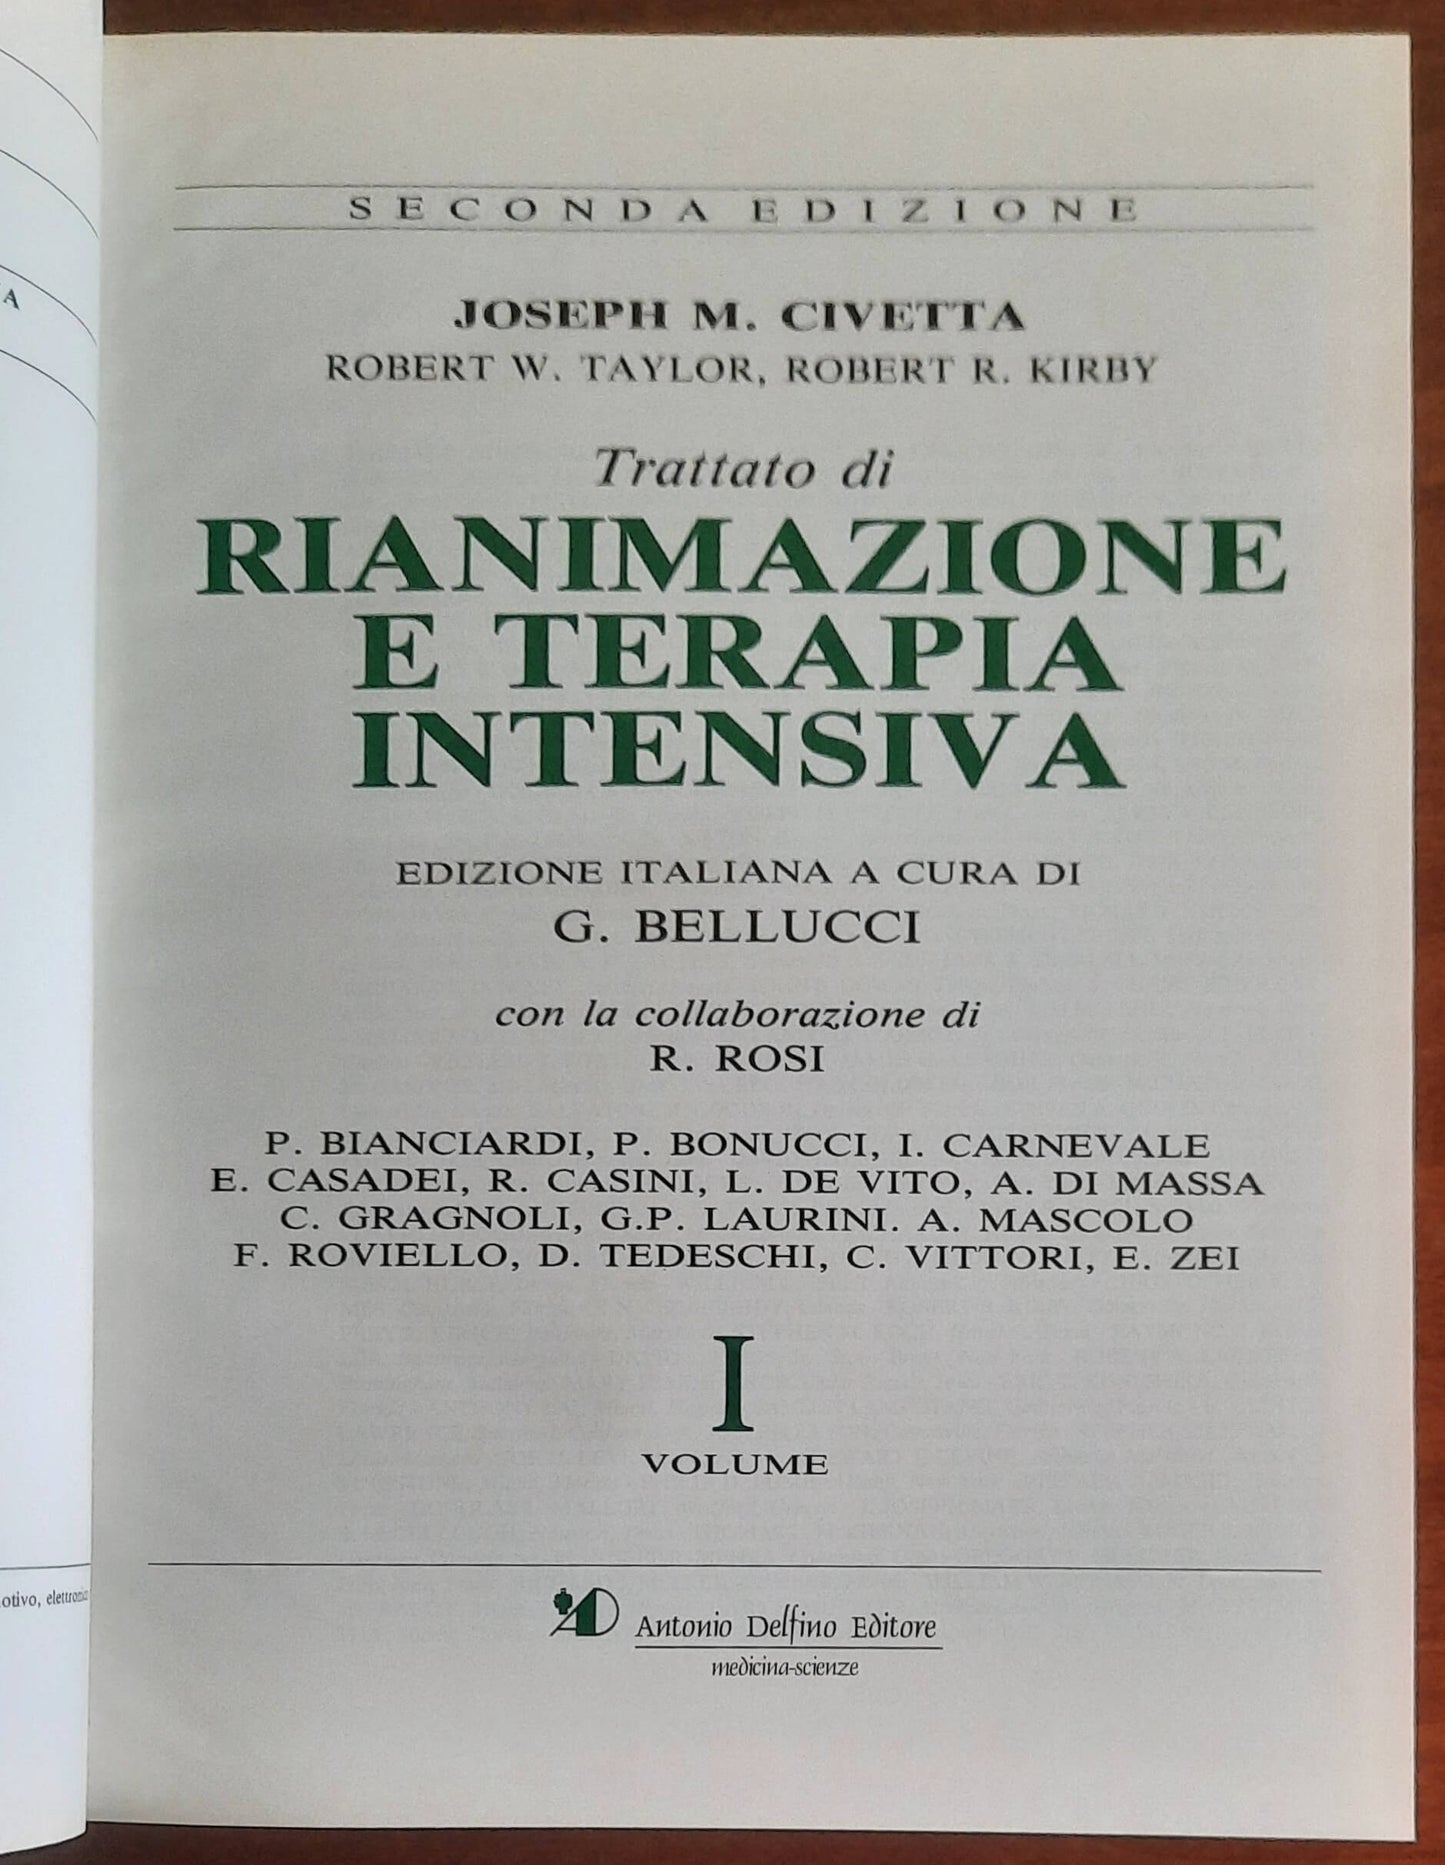 A
otivo, elettronic
SECONDA EDIZIONE
JOSEPH M. CIVETTA
ROBERT W. TAYLOR, ROBERT R. KIRBY
Trattato di
RIANIMAZIONE
E TERAPIA
INTENSIVA
EDIZIONE ITALIANA A CURA DI
G. BELLUCCI
con la collaborazione di
R. ROSI
P. BIANCIARDI, P. BONUCCI, I. CARNEVALE
E. CASADEI, R. CASINI, L. DE VITO, A. DI MASSA
C. GRAGNOLI, G.P. LAURINI. A. MASCOLO
F. ROVIELLO, D. TEDESCHI, C. VITTORI, E. ZEI
I
VOLUME
AD Antonio Delfino Editore
medicina-scienze